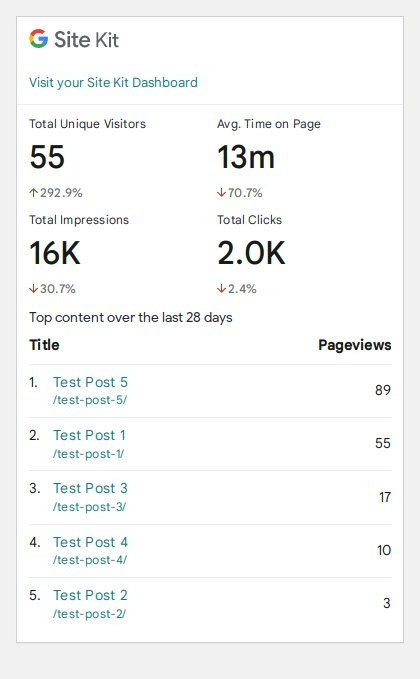 Site Kit
Visit your Site Kit Dashboard
Total Unique Visitors
55
↑292.9%
Avg. Time on Page
13m
↓70.7%
Total Impressions
16K
↓30.7%
Total Clicks
2.0K
↓2.4%
Top content over the last 28 days
Title Pageviews
1. Test Post 5 89
/test-post-5/
2. Test Post 1 55
/test-post-1/
3. Test Post 3 17
/test-post-3/
4. Test Post 4 10
/test-post-4/
5. Test Post 2 3
/test-post-2/